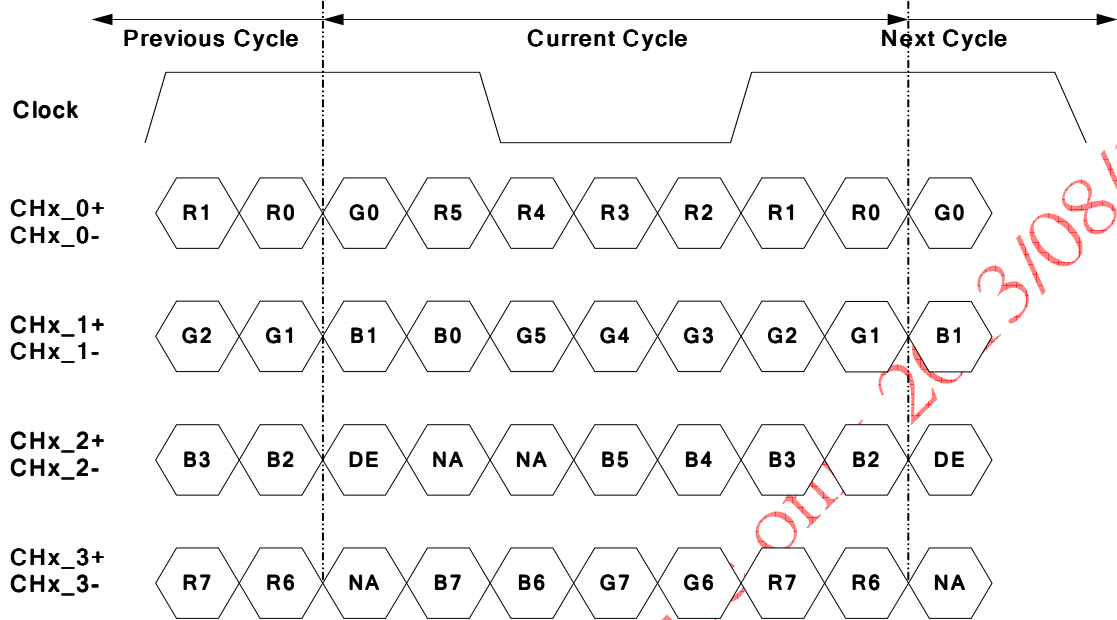 Previous Cycle Current Cycle Next Cycle
Clock
CHx_0+
CHx_0-
R1 R0 G0 R5 R4 R3 R2 R1 R0 G0
CHx_1+
CHx_1-
G2 G1 B1 B0 G5 G4 G3 G2 G1 B1
CHx_2+
CHx_2-
B3 B2 DE NA NA B5 B4 B3 B2 DE
CHx_3+
CHx_3-
R7 R6 NA B7 B6 G7 G6 R7 R6 NA